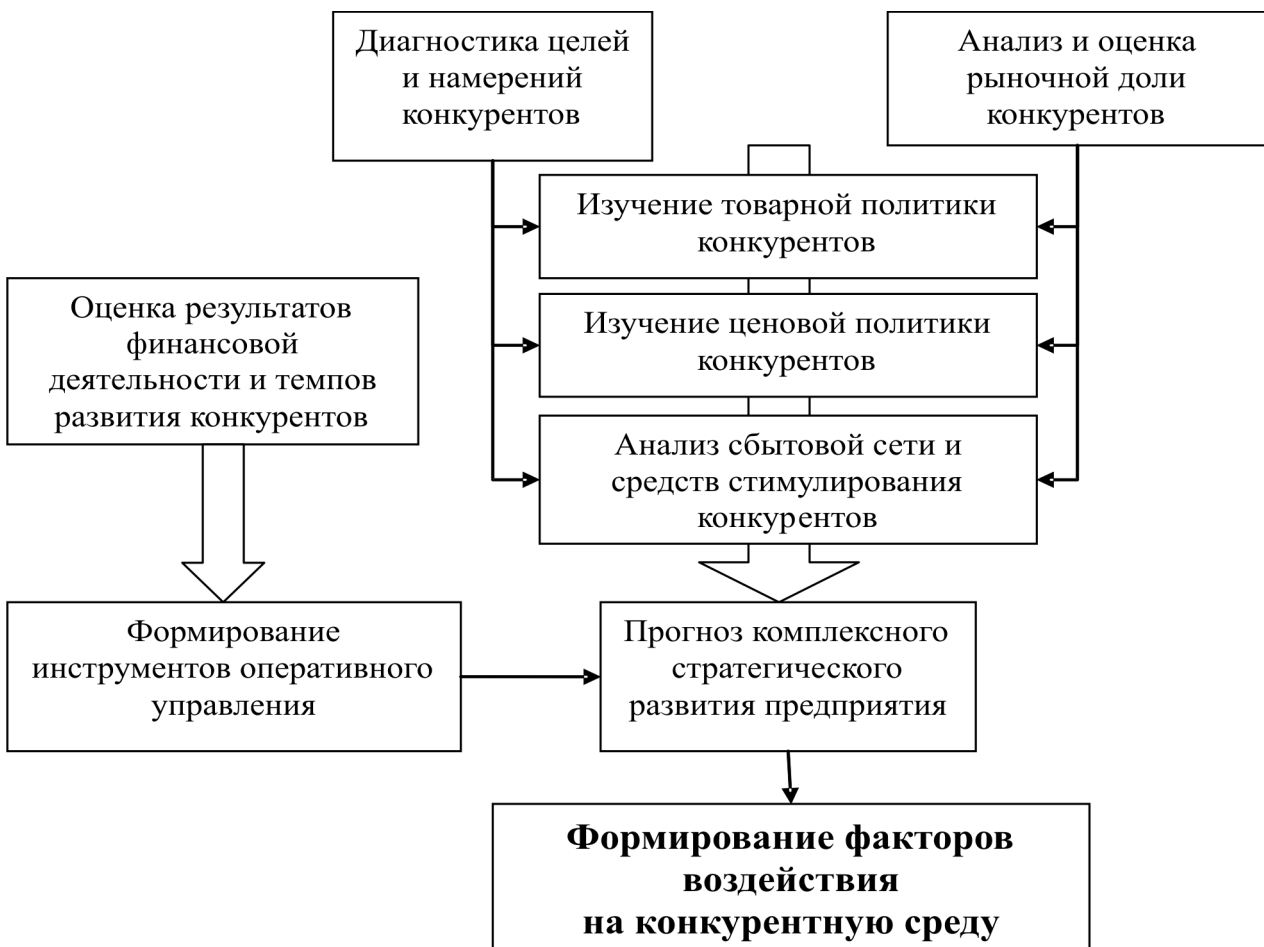 Диагностика целей
и намерений
конкурентов
Анализ и оценка
рыночной доли
конкурентов
Изучение товарной политики
конкурентов
Оценка результатов
финансовой
деятельности и темпов
развития конкурентов
Изучение ценовой политики
конкурентов
Анализ сбытовой сети и
средств стимулирования
конкурентов
Формирование
инструментов оперативного
управления
Прогноз комплексного
стратегического
развития предприятия
Формирование факторов
воздействия
на конкурентную среду